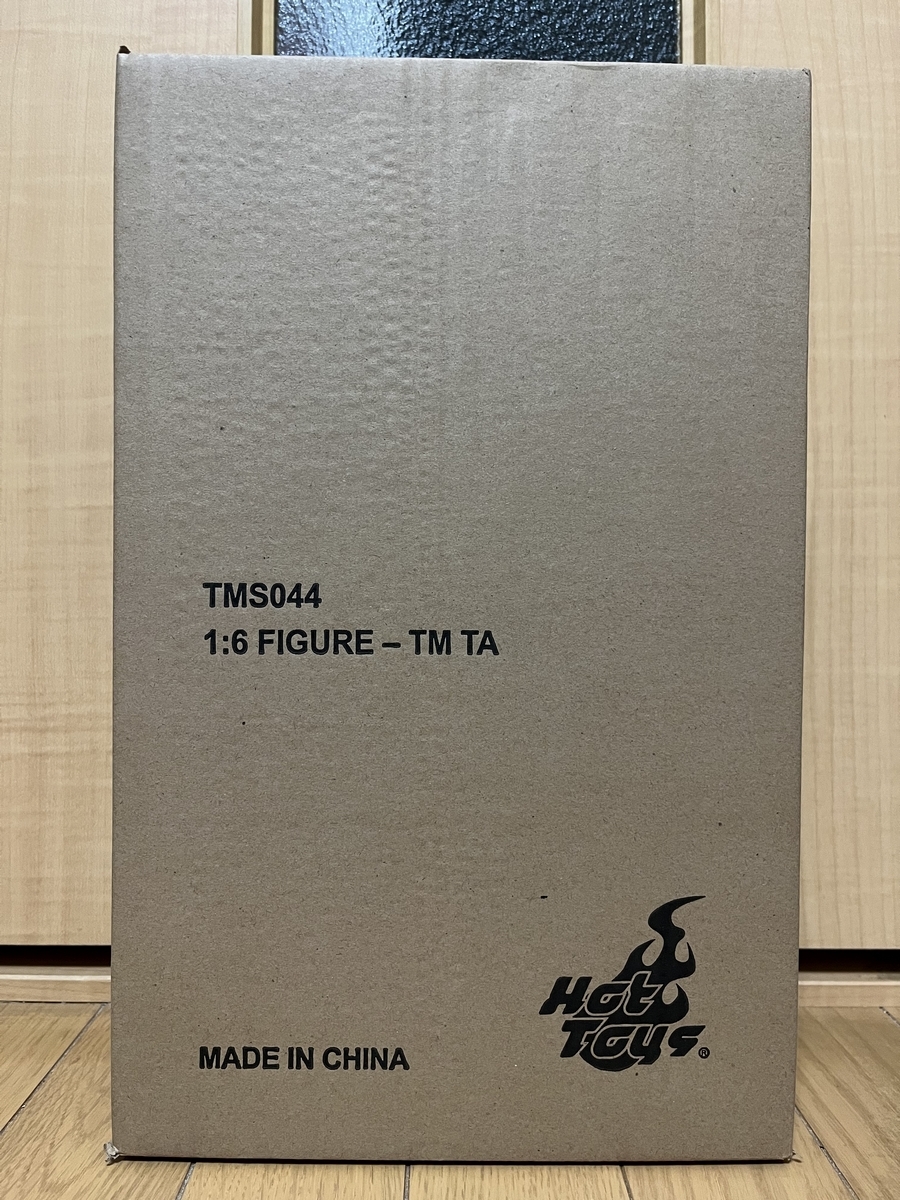 TMS044
1:6 FIGURE – TM TA
Hot
Toys®
MADE IN CHINA